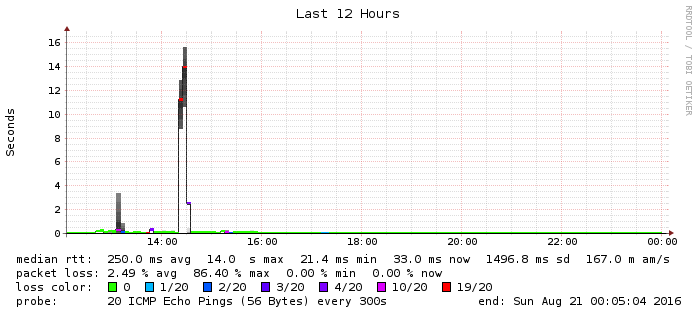 Last 12 Hours
RRDTOOL / TOBI OETIKER
Seconds
16
14
12
10
8
6
4
2
0
14:00 16:00 18:00 20:00 22:00 00:00
median rtt: 250.0 ms avg 14.0 s max 21.4 ms min 33.0 ms now 1496.8 ms sd 167.0 m am/s
packet loss: 2.49 % avg 86.40 % max 0.00 % min 0.00 % now
loss color: 0 1/20 2/20 3/20 4/20 10/20 19/20
probe: 20 ICMP Echo Pings (56 Bytes) every 300s end: Sun Aug 21 00:05:04 2016